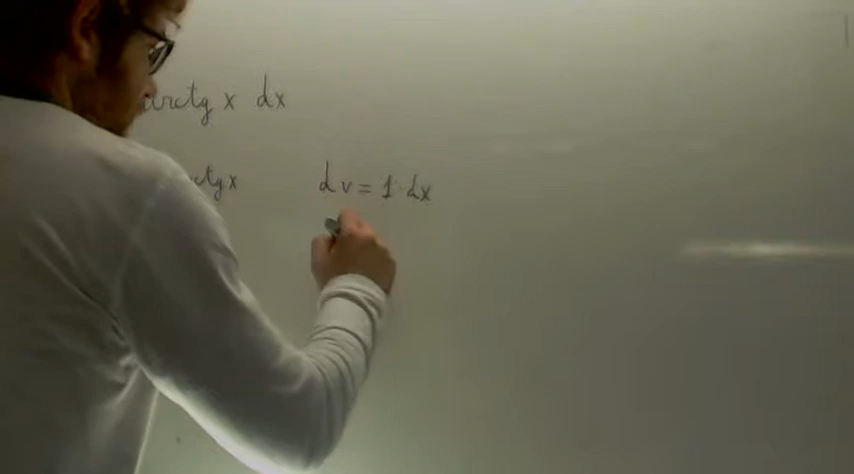 arctg x dx
ctg x dv = 1 · dx